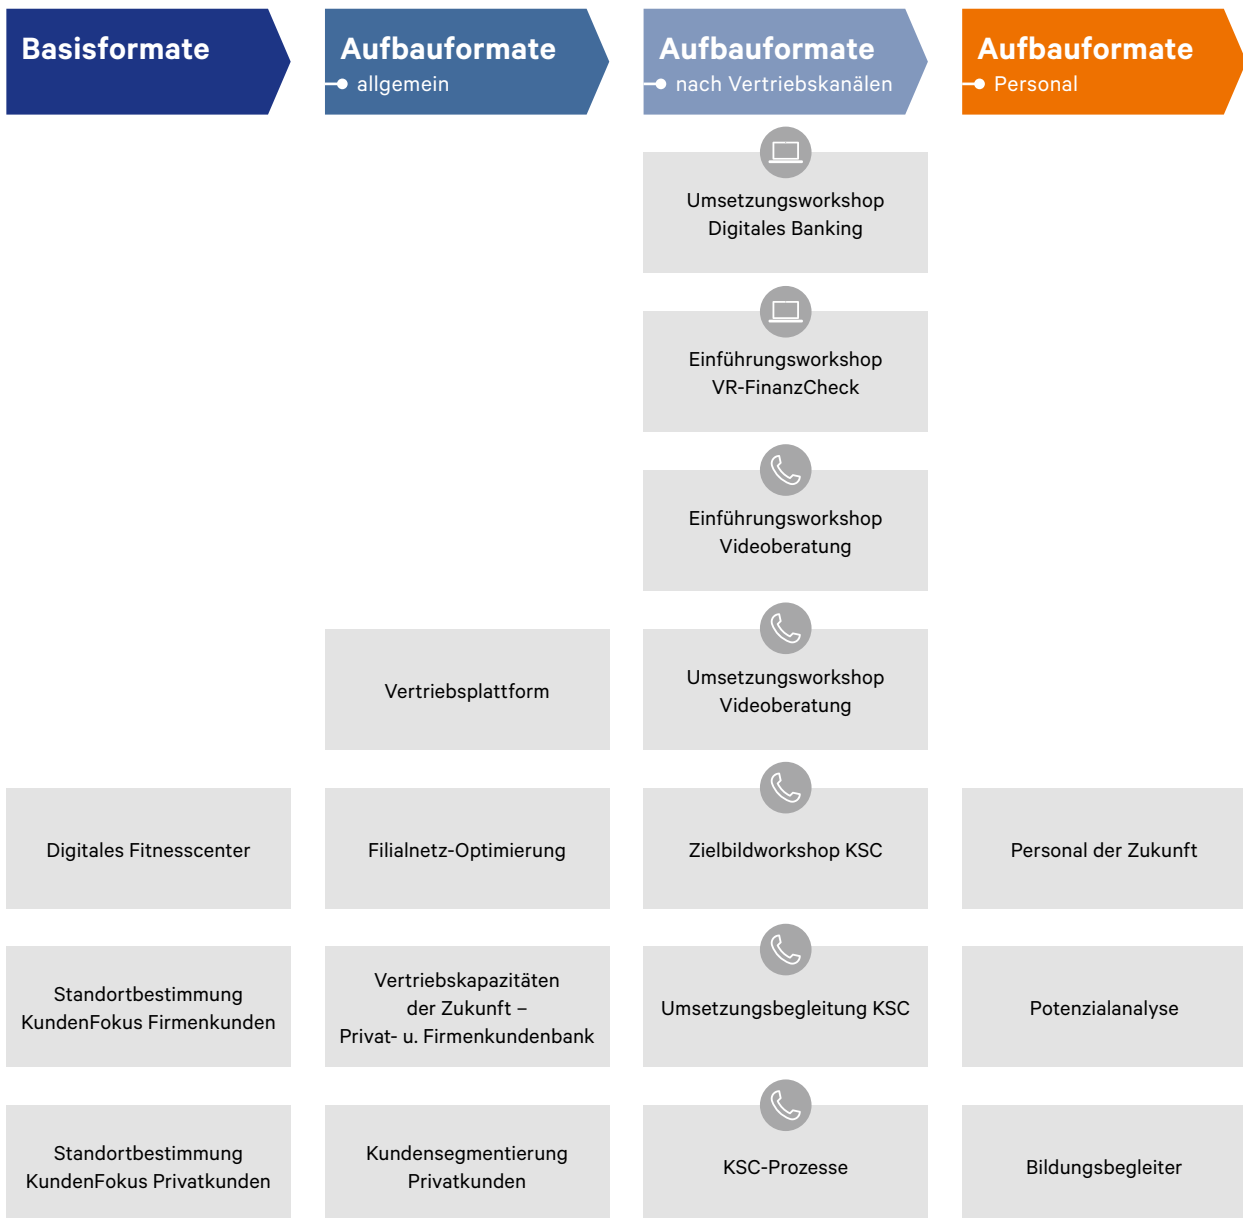 Basisformate
Aufbauformate
allgemein
Aufbauformate
nach Vertriebskanälen
Aufbauformate
Personal
Umsetzungsworkshop
Digitales Banking
Einführungsworkshop
VR-FinanzCheck
Einführungsworkshop
Videoberatung
Vertriebsplattform
Umsetzungsworkshop
Videoberatung
Digitales Fitnesscenter
Filialnetz-Optimierung
Zielbildworkshop KSC
Personal der Zukunft
Standortbestimmung
KundenFokus Firmenkunden
Vertriebskapazitäten
der Zukunft –
Privat- u. Firmenkundenbank
Umsetzungsbegleitung KSC
Potenzialanalyse
Standortbestimmung
KundenFokus Privatkunden
Kundensegmentierung
Privatkunden
KSC-Prozesse
Bildungsbegleiter